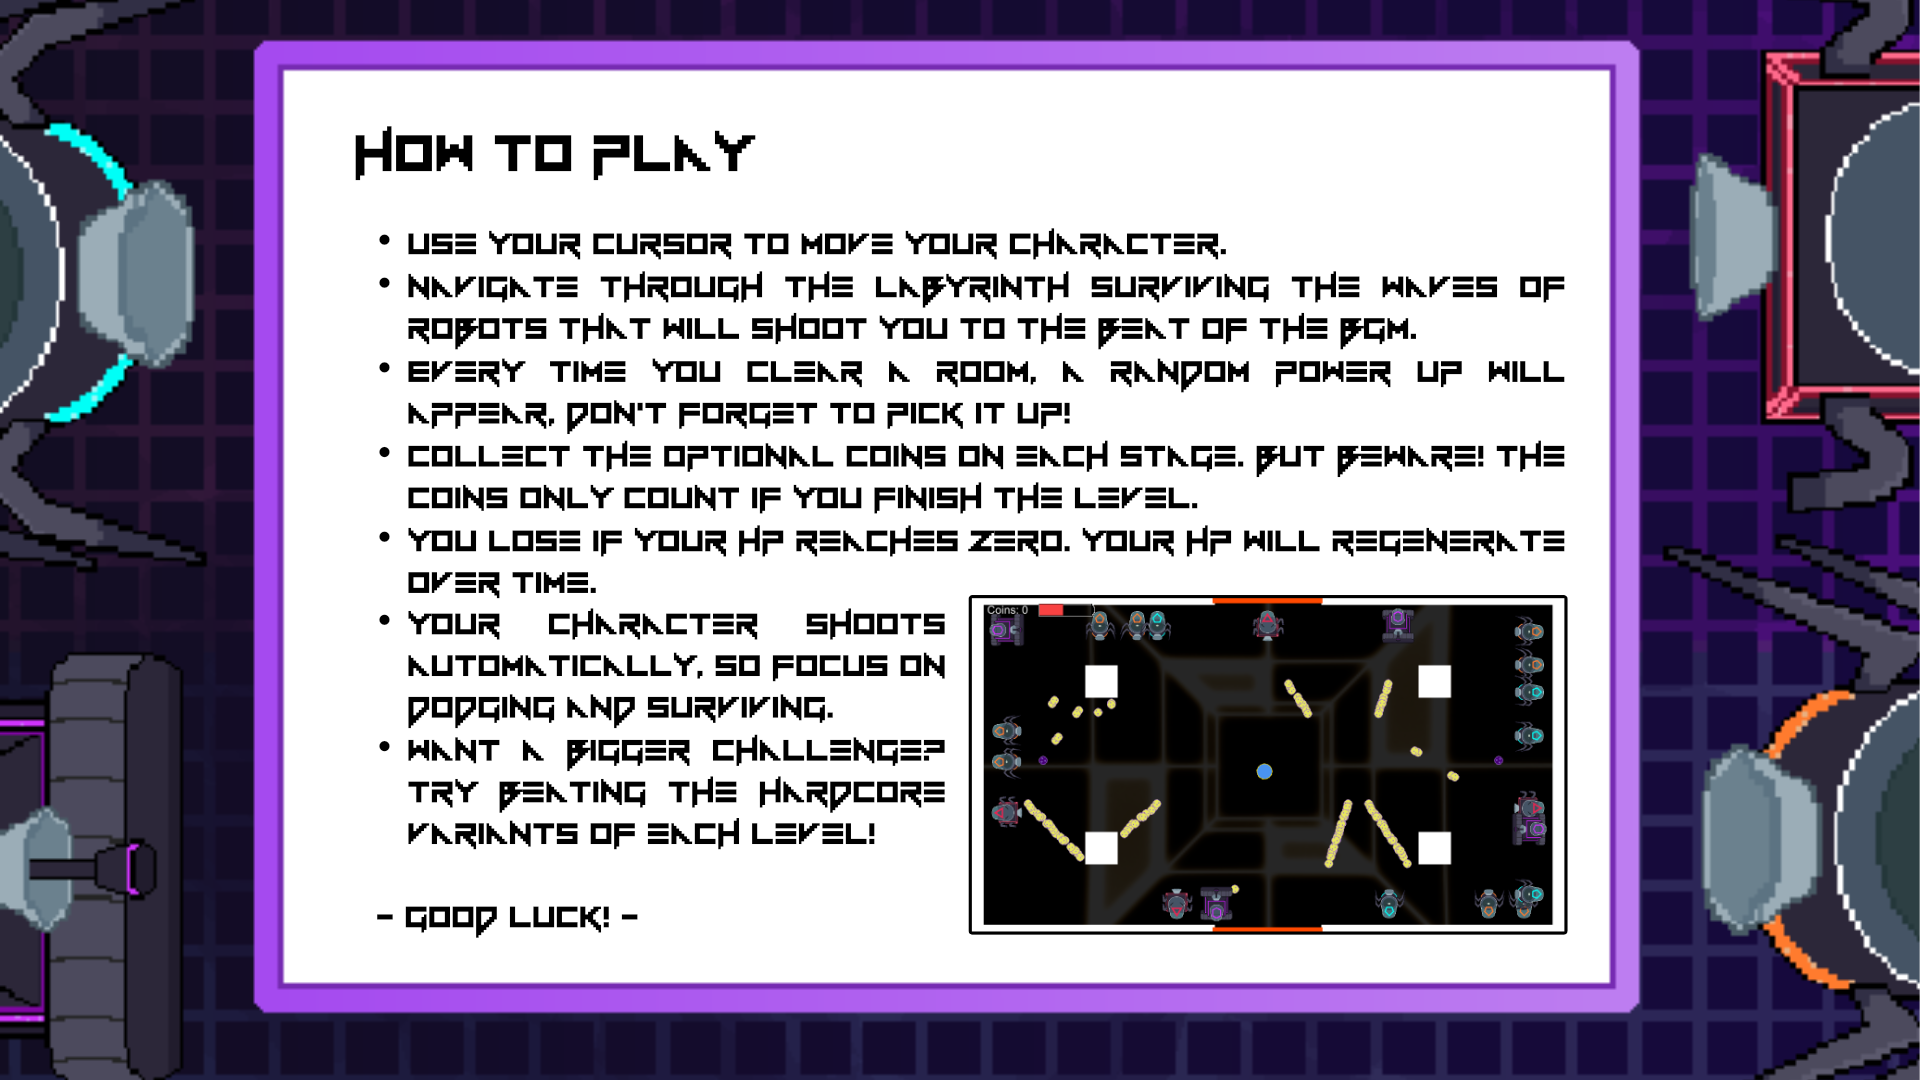 HOW TO PLAY
• USE YOUR CURSOR TO MOVE YOUR CHARACTER.
• NAVIGATE THROUGH THE LABYRINTH SURVIVING THE WAVES OF
ROBOTS THAT WILL SHOOT YOU TO THE BEAT OF THE BGM.
• EVERY TIME YOU CLEAR A ROOM, A RANDOM POWER UP WILL
APPEAR, DON'T FORGET TO PICK IT UP!
• COLLECT THE OPTIONAL COINS ON EACH STAGE. BUT BEWARE! THE
COINS ONLY COUNT IF YOU FINISH THE LEVEL.
• YOU LOSE IF YOUR HP REACHES ZERO. YOUR HP WILL REGENERATE
OVER TIME.
• YOUR CHARACTER SHOOTS
AUTOMATICALLY, SO FOCUS ON
DODGING AND SURVIVING.
• WANT A BIGGER CHALLENGE?
TRY BEATING THE HARDCORE
VARIANTS OF EACH LEVEL!
- GOOD LUCK! -
Coins: 0